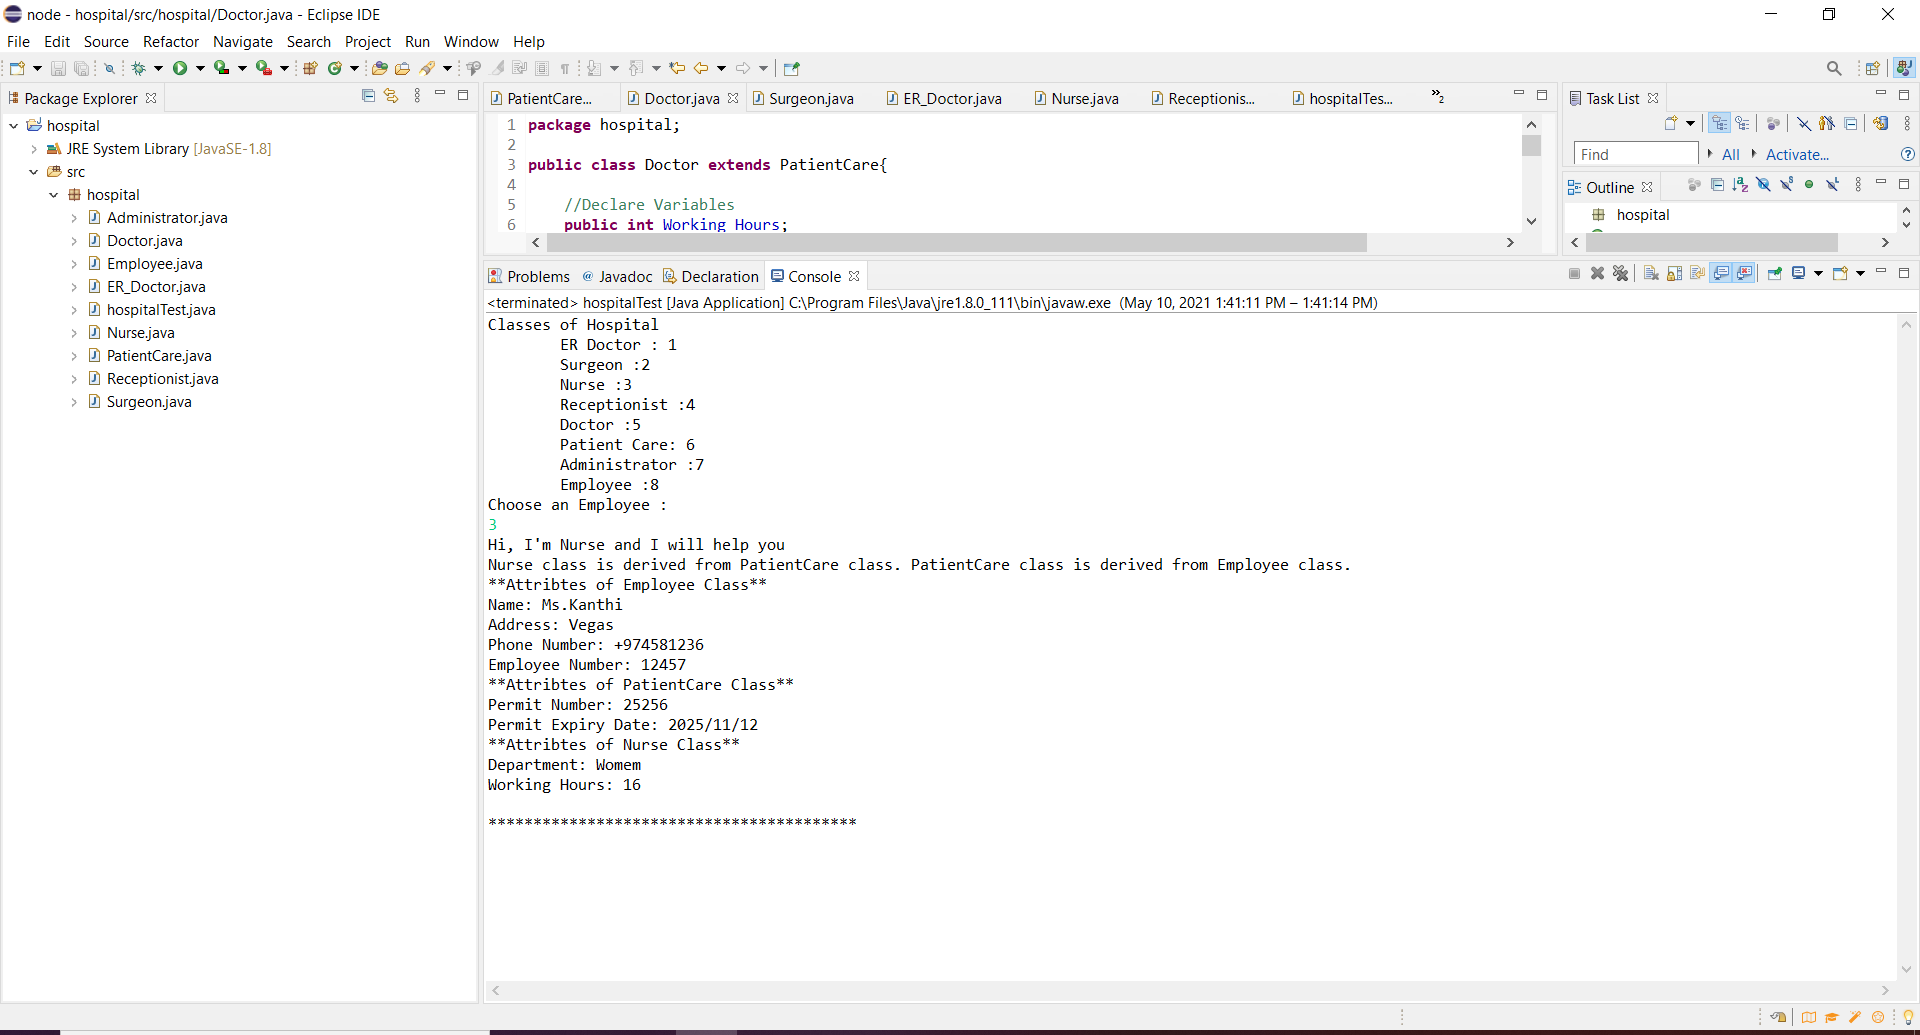 node - hospital/src/hospital/Doctor.java - Eclipse IDE
File Edit Source Refactor Navigate Search Project Run Window Help
Package Explorer
hospital
JRE System Library [JavaSE-1.8]
src
hospital
Administrator.java
Doctor.java
Employee.java
ER_Doctor.java
hospitalTest.java
Nurse.java
PatientCare.java
Receptionist.java
Surgeon.java
PatientCare... Doctor.java Surgeon.java ER_Doctor.java Nurse.java Receptionis... hospitalTes... »2
1 package hospital;
2
3 public class Doctor extends PatientCare{
4
5 //Declare Variables
6 public int Working_Hours;
Task List
Find All Activate...
Outline
hospital
Problems @ Javadoc Declaration Console
<terminated> hospitalTest [Java Application] C:\Program Files\Java\jre1.8.0_111\bin\javaw.exe (May 10, 2021 1:41:11 PM – 1:41:14 PM)
Classes of Hospital
ER Doctor : 1
Surgeon :2
Nurse :3
Receptionist :4
Doctor :5
Patient Care: 6
Administrator :7
Employee :8
Choose an Employee :
3
Hi, I'm Nurse and I will help you
Nurse class is derived from PatientCare class. PatientCare class is derived from Employee class.
**Attribtes of Employee Class**
Name: Ms.Kanthi
Address: Vegas
Phone Number: +974581236
Employee Number: 12457
**Attribtes of PatientCare Class**
Permit Number: 25256
Permit Expiry Date: 2025/11/12
**Attribtes of Nurse Class**
Department: Womem
Working Hours: 16
*****************************************